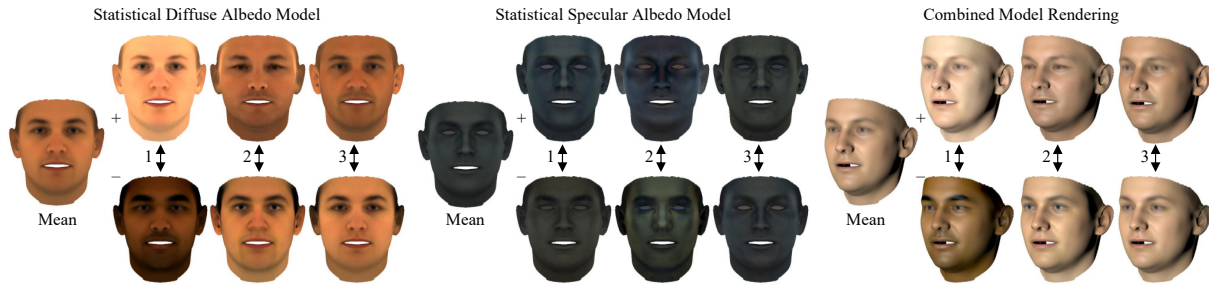 Statistical Diffuse Albedo Model
Statistical Specular Albedo Model
Combined Model Rendering
+
+
+
1
2
3
1
2
3
1
2
3
−
−
−
Mean
Mean
Mean